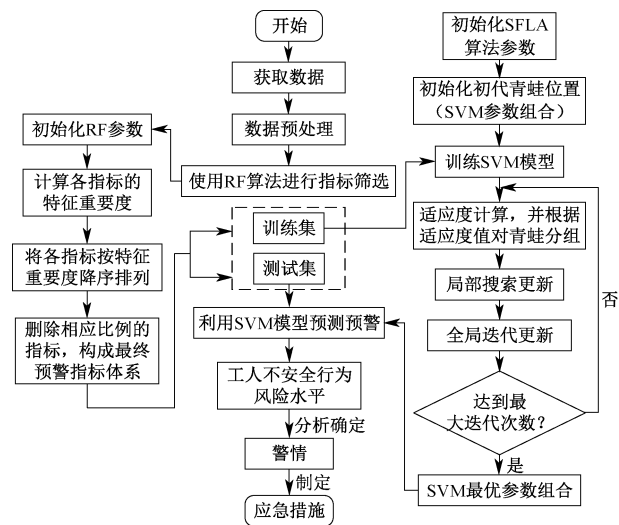 开始
获取数据
数据预处理
使用RF算法进行指标筛选
初始化RF参数
计算各指标的
特征重要度
将各指标按特征
重要度降序排列
删除相应比例的
指标，构成最终
预警指标体系
训练集
测试集
利用SVM模型预测预警
工人不安全行为
风险水平
分析确定
警情
制定
应急措施
初始化SFLA
算法参数
初始化初代青蛙位置
（SVM参数组合）
训练SVM模型
适应度计算，并根据
适应度值对青蛙分组
局部搜索更新
全局迭代更新
达到最
大迭代次数？
否
是
SVM最优参数组合